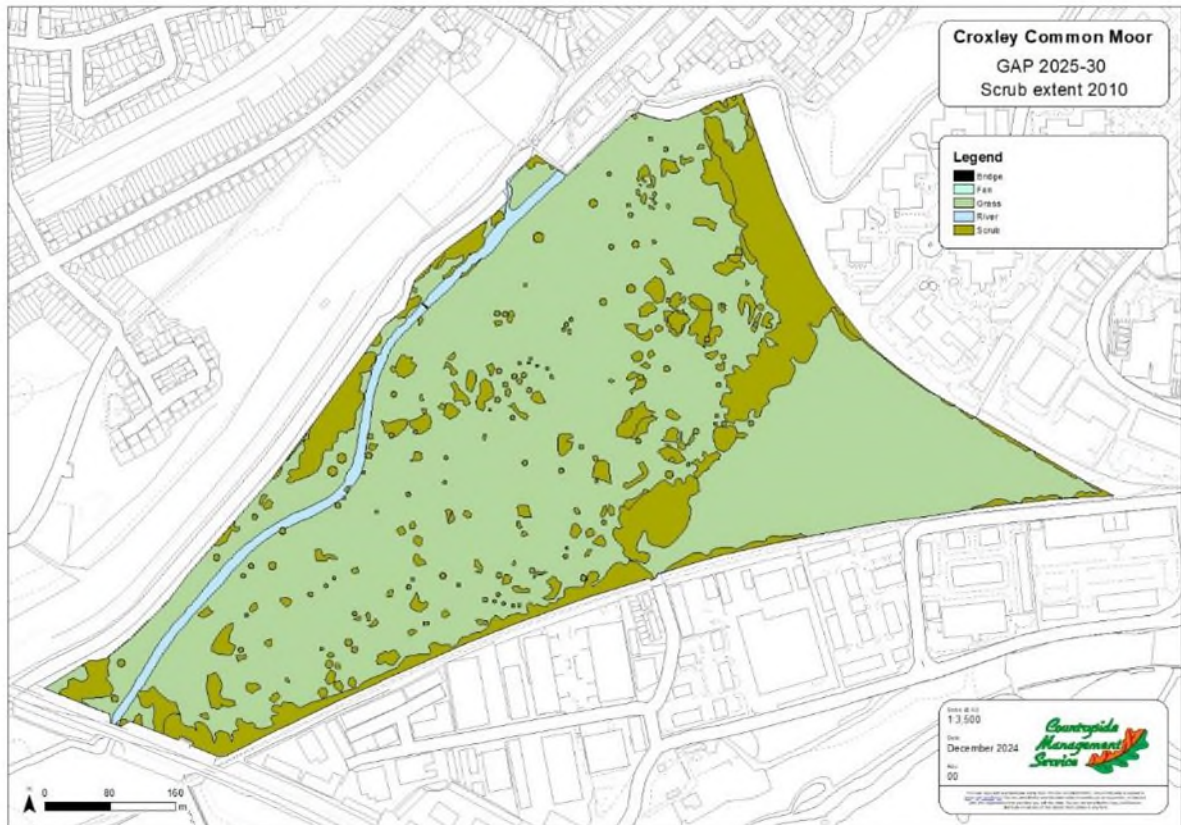 Croxley Common Moor
GAP 2025-30
Scrub extent 2010
Legend
Bridge
Fen
Grass
River
Scrub
1:3,500
December 2024
00
Countryside
Management
Service
N
0 80 160
m